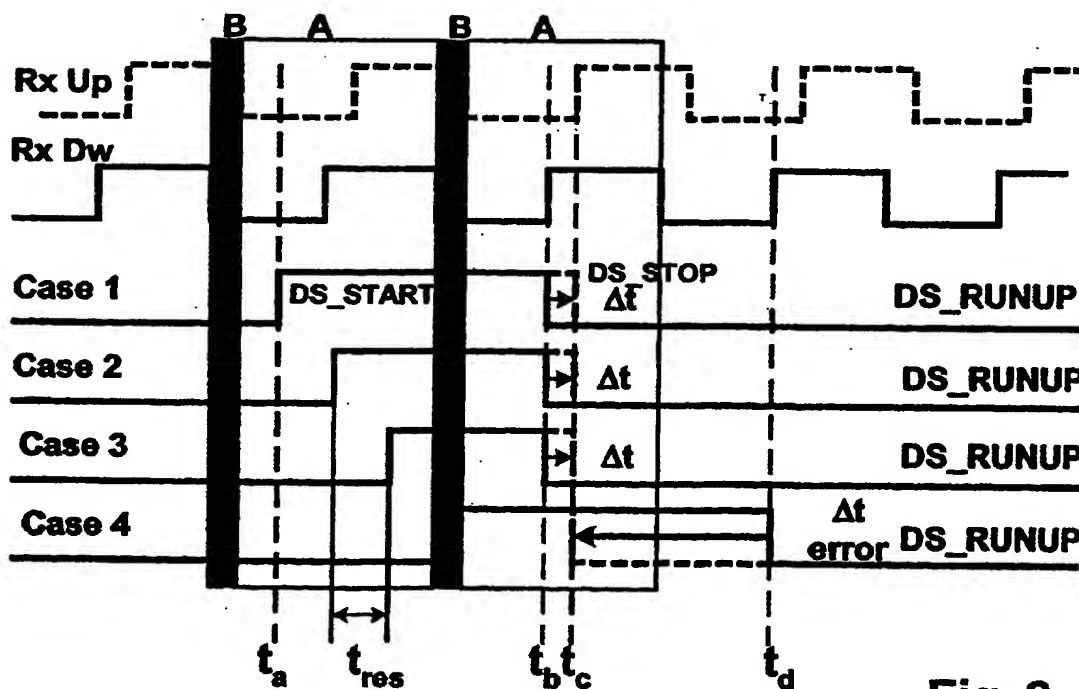 B A B A
Rx Up
Rx Dw
Case 1 DS_START DS_STOP Δt DS_RUNUP
Case 2 Δt DS_RUNUP
Case 3 Δt DS_RUNUP
Case 4 Δt error DS_RUNUP
ta tres tb tc td